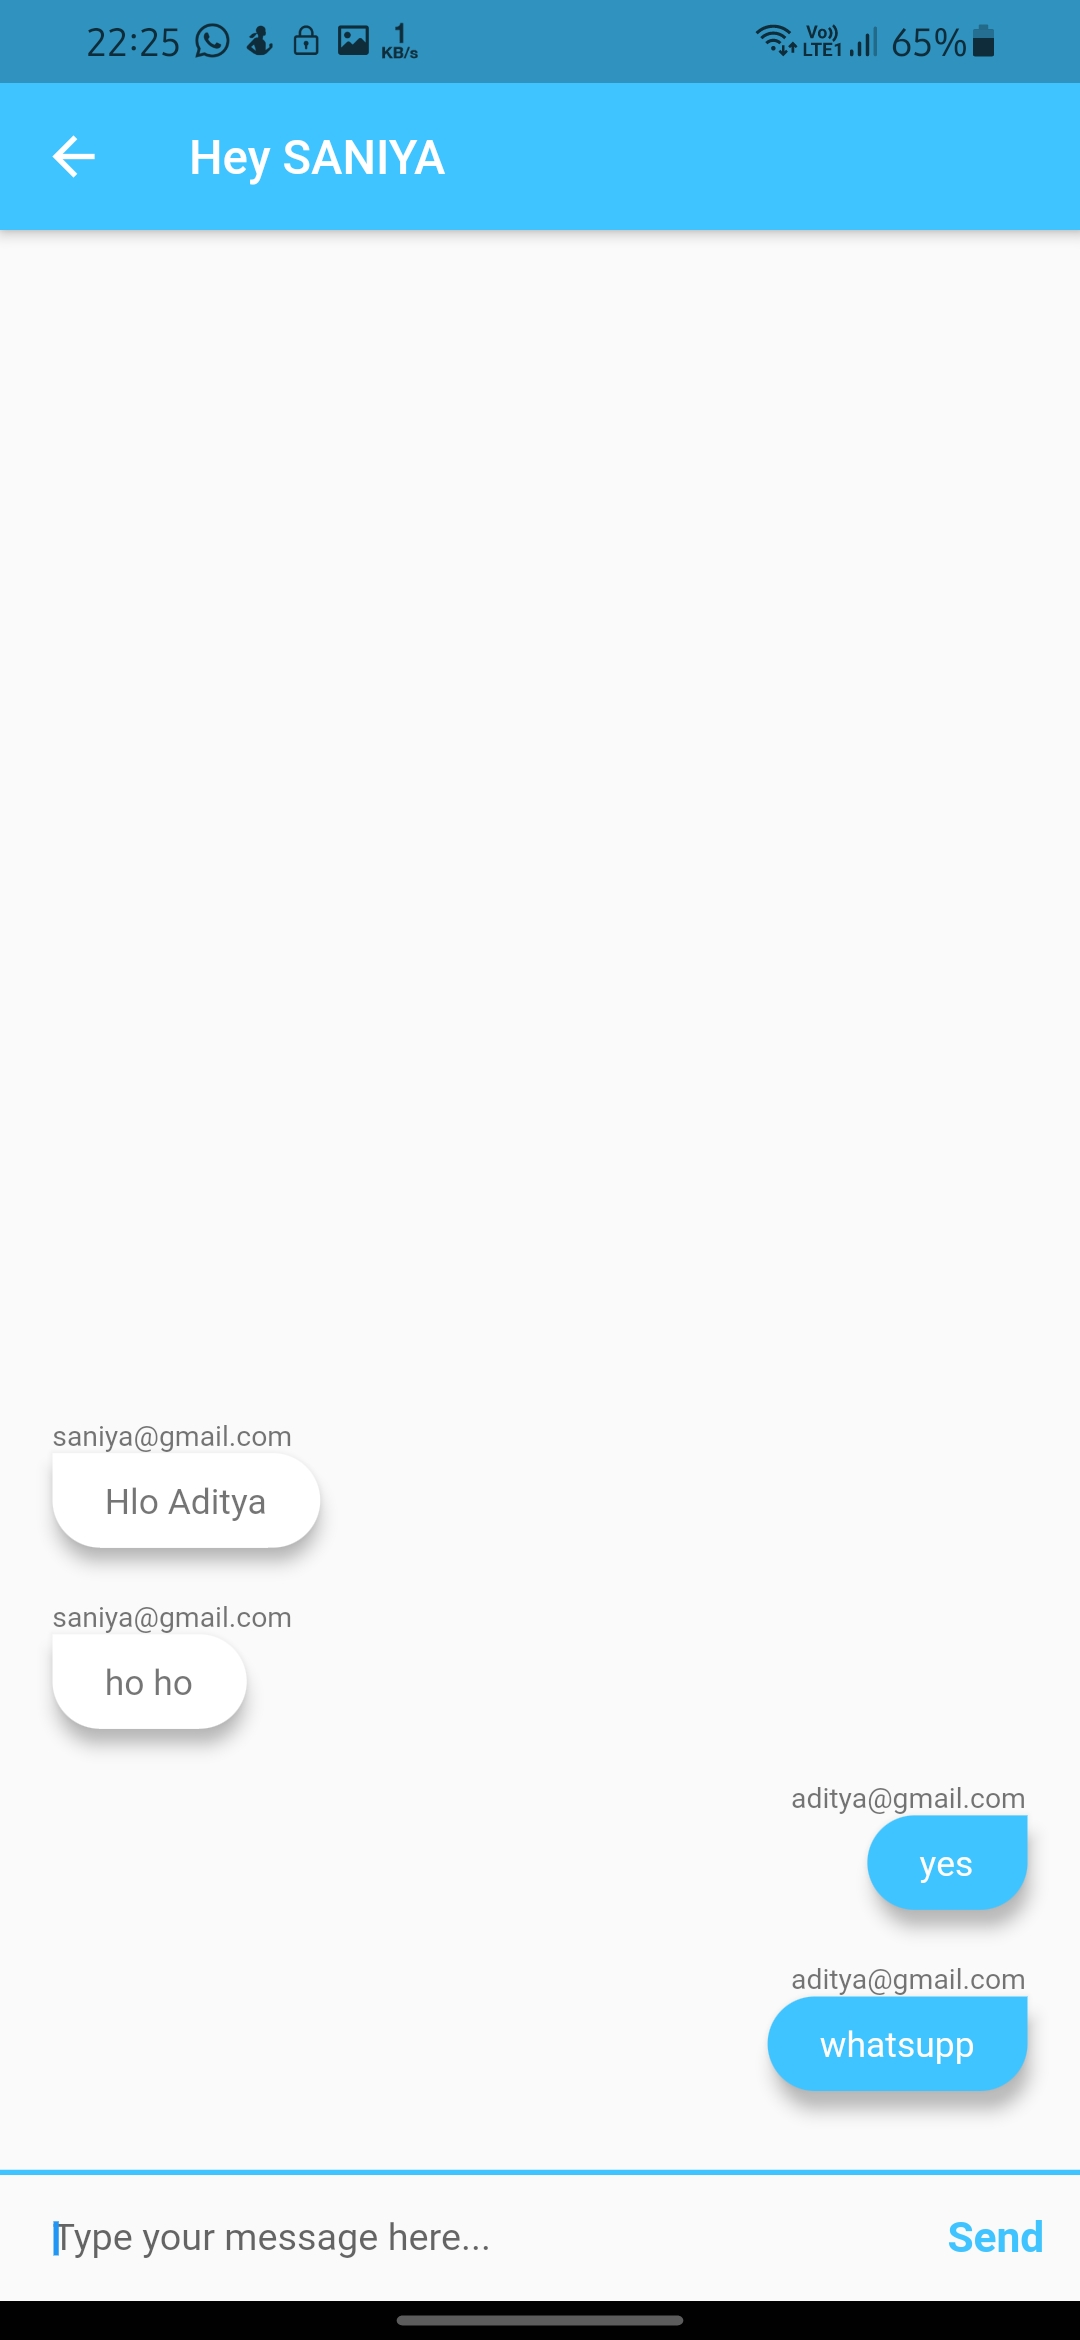 22:25 1 KB/s Vo)) LTE1 65%
Hey SANIYA
saniya@gmail.com
Hlo Aditya
saniya@gmail.com
ho ho
aditya@gmail.com
yes
aditya@gmail.com
whatsupp
Type your message here... Send